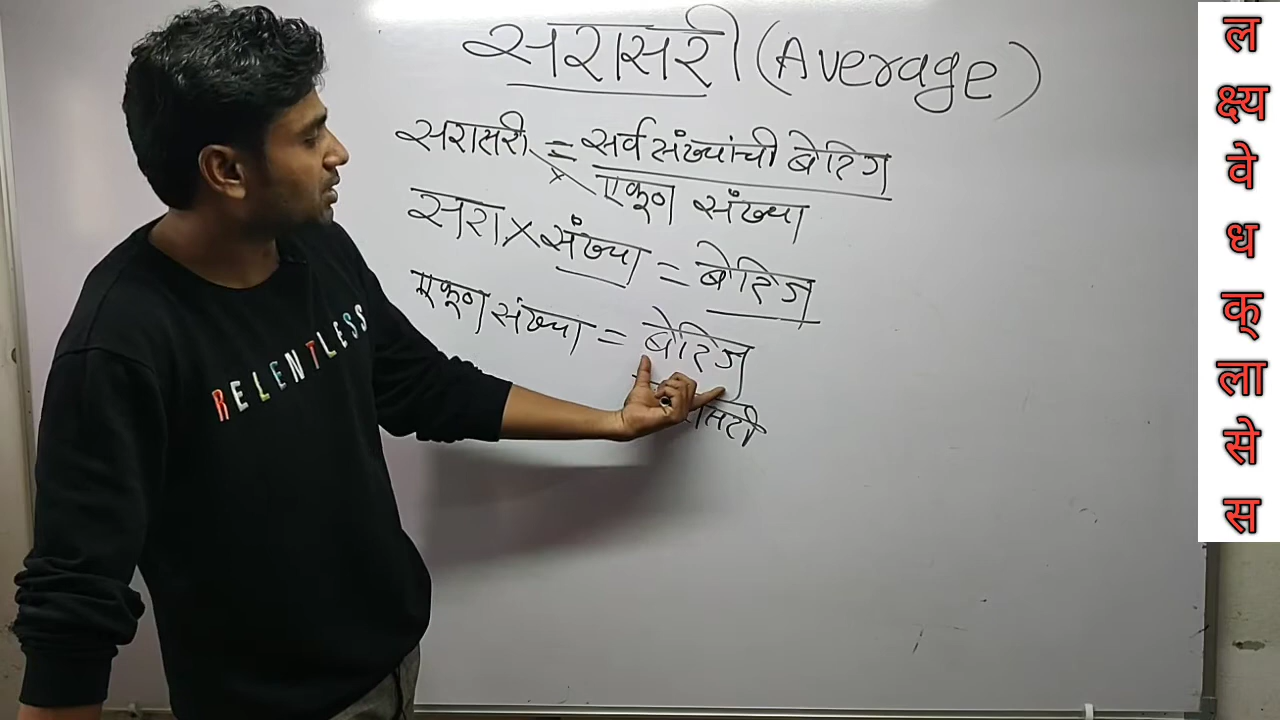 सरासरी (Average)
सरासरी = सर्व संख्यांची बेरिज
एकूण संख्या
सरा × संख्या = बेरिज
एकूण संख्या = बेरिज
RELENTLESS
ल
क्ष्य
वे
ध
क्
ला
से
स